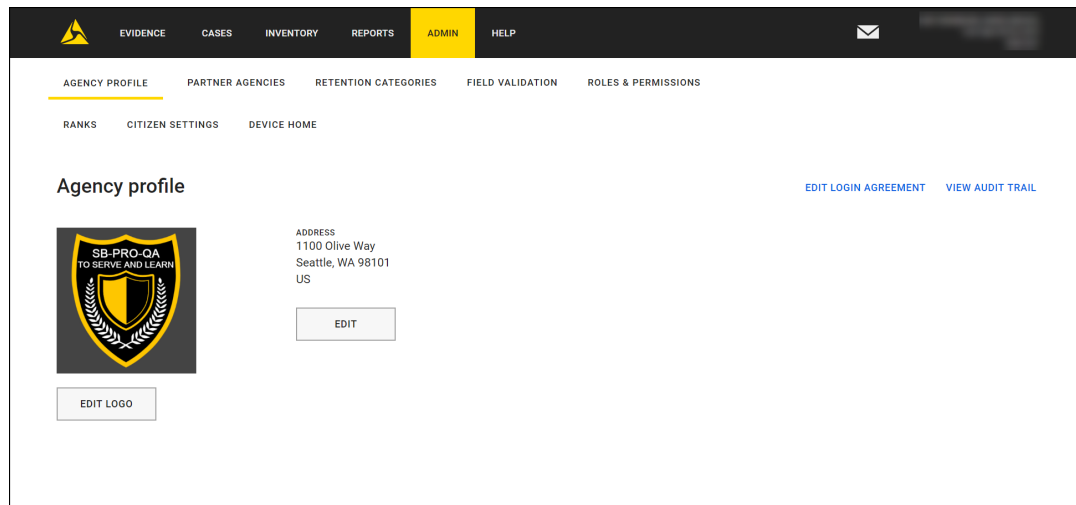 EVIDENCE CASES INVENTORY REPORTS ADMIN HELP
AGENCY PROFILE PARTNER AGENCIES RETENTION CATEGORIES FIELD VALIDATION ROLES & PERMISSIONS
RANKS CITIZEN SETTINGS DEVICE HOME
Agency profile
EDIT LOGIN AGREEMENT VIEW AUDIT TRAIL
SB-PRO-QA
TO SERVE AND LEARN
EDIT LOGO
ADDRESS
1100 Olive Way
Seattle, WA 98101
US
EDIT